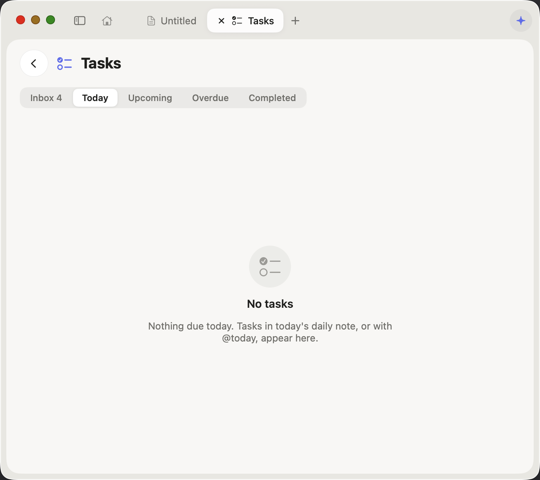 Untitled
Tasks
Tasks
Inbox 4
Today
Upcoming
Overdue
Completed
No tasks
Nothing due today. Tasks in today's daily note, or with
@today, appear here.